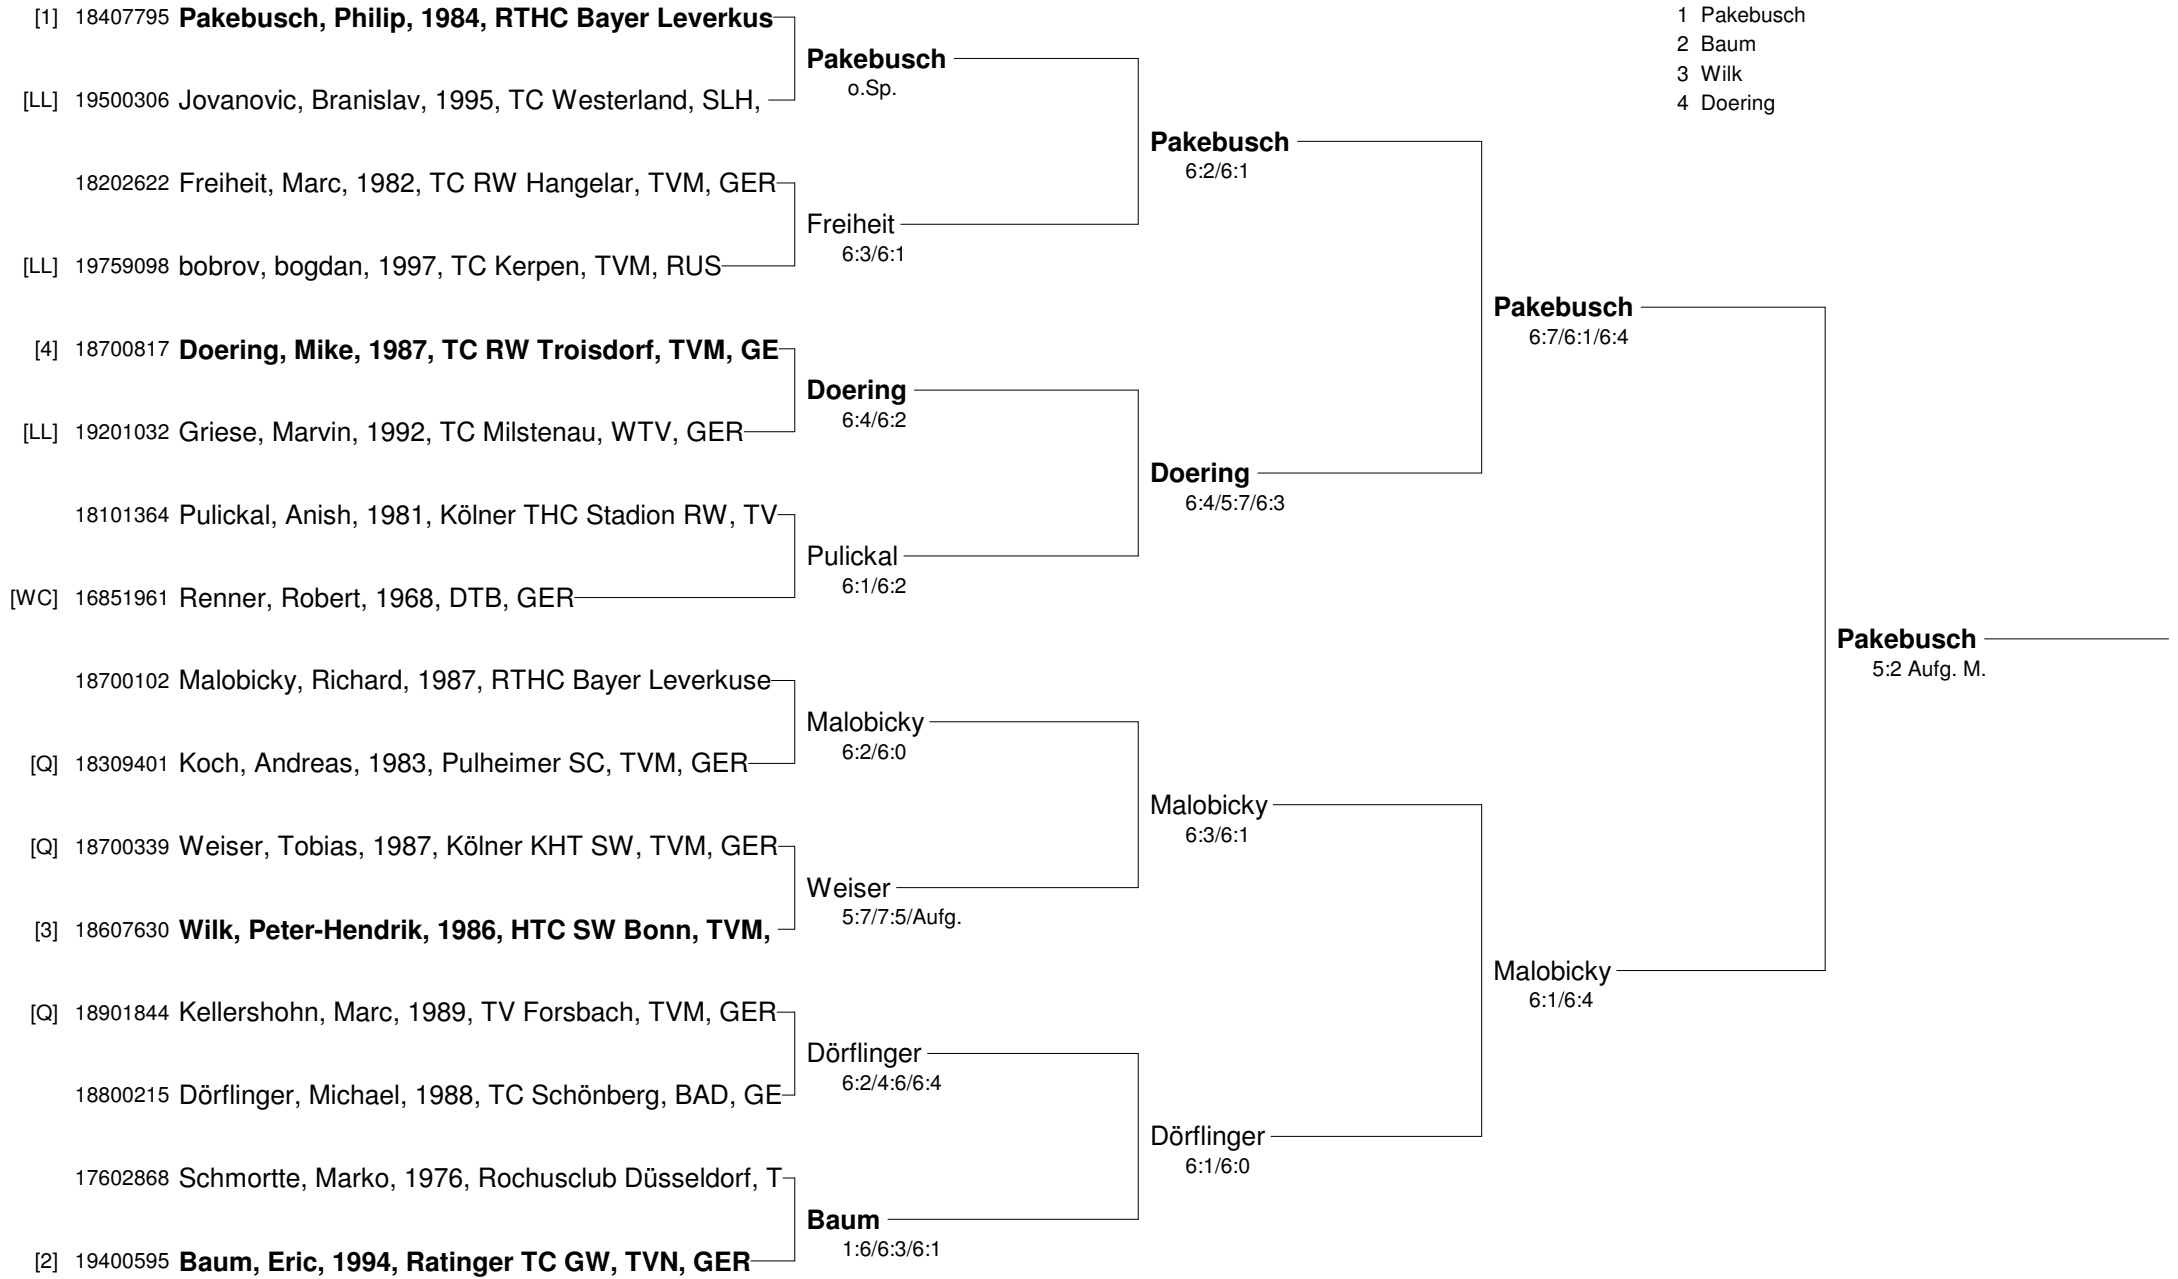 [1] 18407795 Pakebusch, Philip, 1984, RTHC Bayer Leverkus
1 Pakebusch
2 Baum
3 Wilk
4 Doering
Pakebusch
o.Sp.
[LL] 19500306 Jovanovic, Branislav, 1995, TC Westerland, SLH,
Pakebusch
6:2/6:1
18202622 Freiheit, Marc, 1982, TC RW Hangelar, TVM, GER
Freiheit
6:3/6:1
[LL] 19759098 bobrov, bogdan, 1997, TC Kerpen, TVM, RUS
Pakebusch
6:7/6:1/6:4
[4] 18700817 Doering, Mike, 1987, TC RW Troisdorf, TVM, GE
Doering
6:4/6:2
[LL] 19201032 Griese, Marvin, 1992, TC Milstenau, WTV, GER
Doering
6:4/5:7/6:3
18101364 Pulickal, Anish, 1981, Kölner THC Stadion RW, TV
Pulickal
6:1/6:2
[WC] 16851961 Renner, Robert, 1968, DTB, GER
Pakebusch
5:2 Aufg. M.
18700102 Malobicky, Richard, 1987, RTHC Bayer Leverkuse
Malobicky
6:2/6:0
[Q] 18309401 Koch, Andreas, 1983, Pulheimer SC, TVM, GER
Malobicky
6:3/6:1
[Q] 18700339 Weiser, Tobias, 1987, Kölner KHT SW, TVM, GER
Weiser
5:7/7:5/Aufg.
[3] 18607630 Wilk, Peter-Hendrik, 1986, HTC SW Bonn, TVM,
Malobicky
6:1/6:4
[Q] 18901844 Kellershohn, Marc, 1989, TV Forsbach, TVM, GER
Dörflinger
6:2/4:6/6:4
18800215 Dörflinger, Michael, 1988, TC Schönberg, BAD, GE
Dörflinger
6:1/6:0
17602868 Schmortte, Marko, 1976, Rochusclub Düsseldorf, T
Baum
1:6/6:3/6:1
[2] 19400595 Baum, Eric, 1994, Ratinger TC GW, TVN, GER